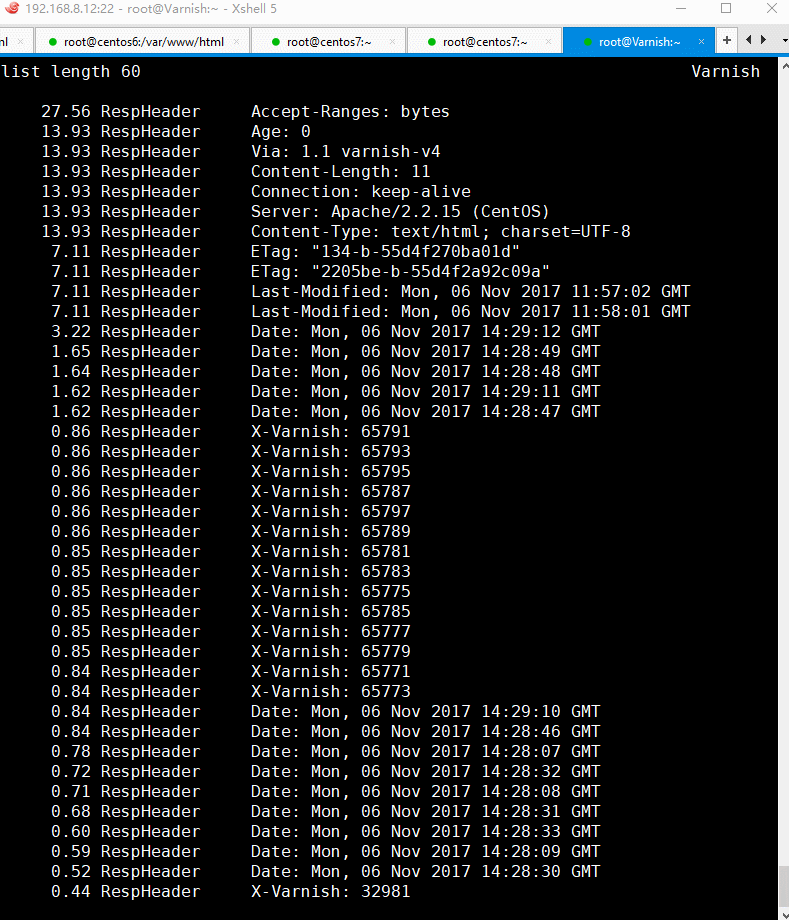 192.168.8.12:22 - root@Varnish:~ - Xshell 5
ml root@centos6:/var/www/html root@centos7:~ root@centos7:~ root@Varnish:~
list length 60 Varnish
27.56 RespHeader Accept-Ranges: bytes
13.93 RespHeader Age: 0
13.93 RespHeader Via: 1.1 varnish-v4
13.93 RespHeader Content-Length: 11
13.93 RespHeader Connection: keep-alive
13.93 RespHeader Server: Apache/2.2.15 (CentOS)
13.93 RespHeader Content-Type: text/html; charset=UTF-8
7.11 RespHeader ETag: "134-b-55d4f270ba01d"
7.11 RespHeader ETag: "2205be-b-55d4f2a92c09a"
7.11 RespHeader Last-Modified: Mon, 06 Nov 2017 11:57:02 GMT
7.11 RespHeader Last-Modified: Mon, 06 Nov 2017 11:58:01 GMT
3.22 RespHeader Date: Mon, 06 Nov 2017 14:29:12 GMT
1.65 RespHeader Date: Mon, 06 Nov 2017 14:28:49 GMT
1.64 RespHeader Date: Mon, 06 Nov 2017 14:28:48 GMT
1.62 RespHeader Date: Mon, 06 Nov 2017 14:29:11 GMT
1.62 RespHeader Date: Mon, 06 Nov 2017 14:28:47 GMT
0.86 RespHeader X-Varnish: 65791
0.86 RespHeader X-Varnish: 65793
0.86 RespHeader X-Varnish: 65795
0.86 RespHeader X-Varnish: 65787
0.86 RespHeader X-Varnish: 65797
0.86 RespHeader X-Varnish: 65789
0.85 RespHeader X-Varnish: 65781
0.85 RespHeader X-Varnish: 65783
0.85 RespHeader X-Varnish: 65775
0.85 RespHeader X-Varnish: 65785
0.85 RespHeader X-Varnish: 65777
0.85 RespHeader X-Varnish: 65779
0.84 RespHeader X-Varnish: 65771
0.84 RespHeader X-Varnish: 65773
0.84 RespHeader Date: Mon, 06 Nov 2017 14:29:10 GMT
0.84 RespHeader Date: Mon, 06 Nov 2017 14:28:46 GMT
0.78 RespHeader Date: Mon, 06 Nov 2017 14:28:07 GMT
0.72 RespHeader Date: Mon, 06 Nov 2017 14:28:32 GMT
0.71 RespHeader Date: Mon, 06 Nov 2017 14:28:08 GMT
0.68 RespHeader Date: Mon, 06 Nov 2017 14:28:31 GMT
0.60 RespHeader Date: Mon, 06 Nov 2017 14:28:33 GMT
0.59 RespHeader Date: Mon, 06 Nov 2017 14:28:09 GMT
0.52 RespHeader Date: Mon, 06 Nov 2017 14:28:30 GMT
0.44 RespHeader X-Varnish: 32981